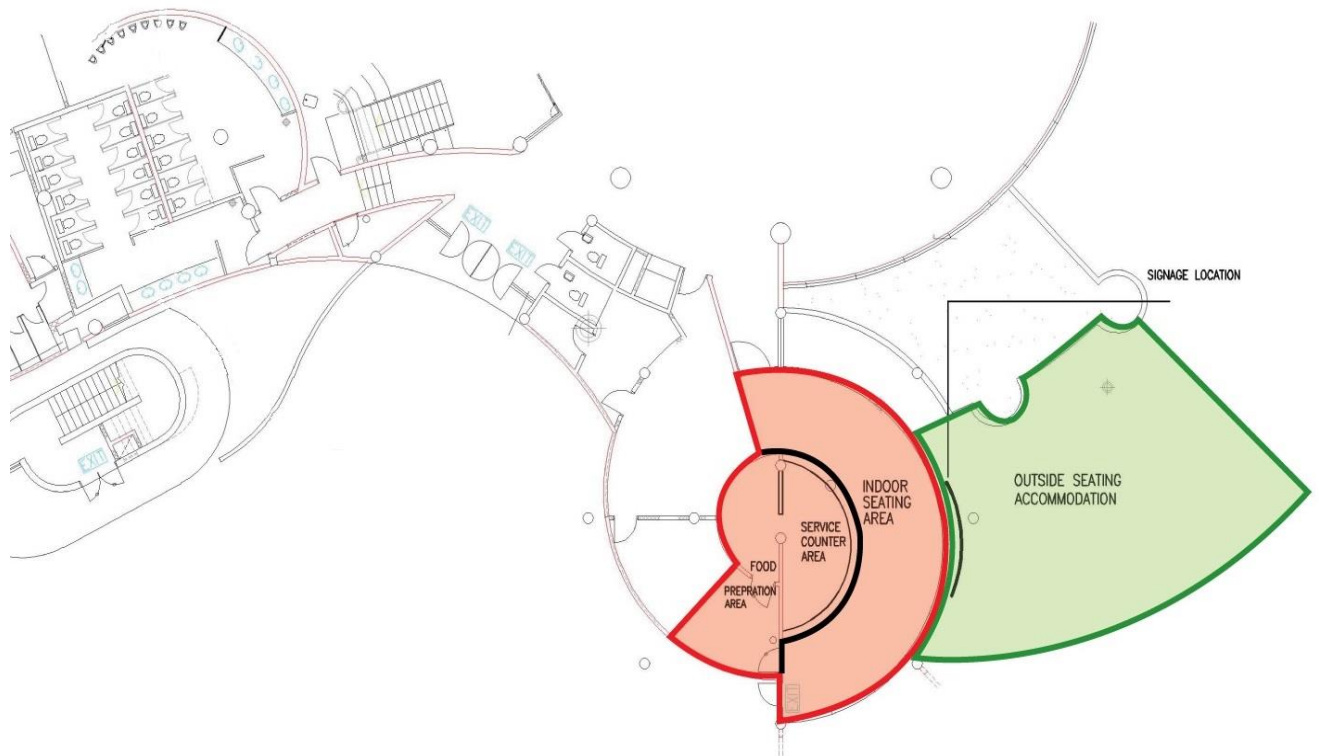 EXIT
EXIT
SIGNAGE LOCATION
EXIT
INDOOR
SEATING
AREA
OUTSIDE SEATING
ACCOMMODATION
SERVICE
COUNTER
AREA
FOOD
PREPRATION
AREA
EXIT